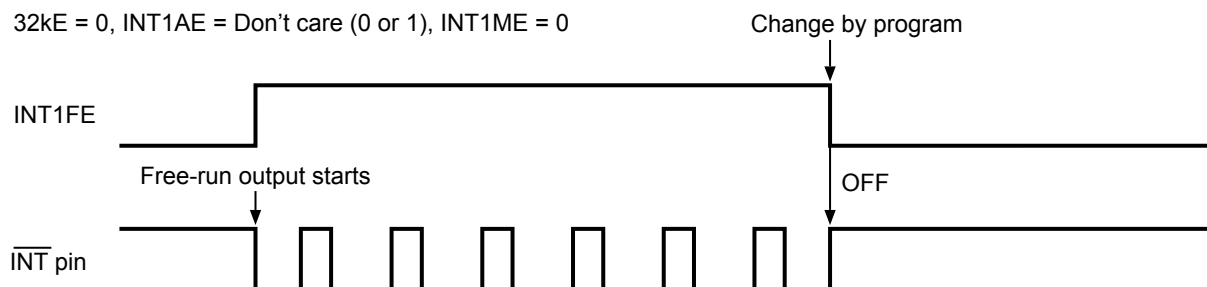 32kE = 0, INT1AE = Don’t care (0 or 1), INT1ME = 0
Change by program
INT1FE
Free-run output starts
OFF
INT pin